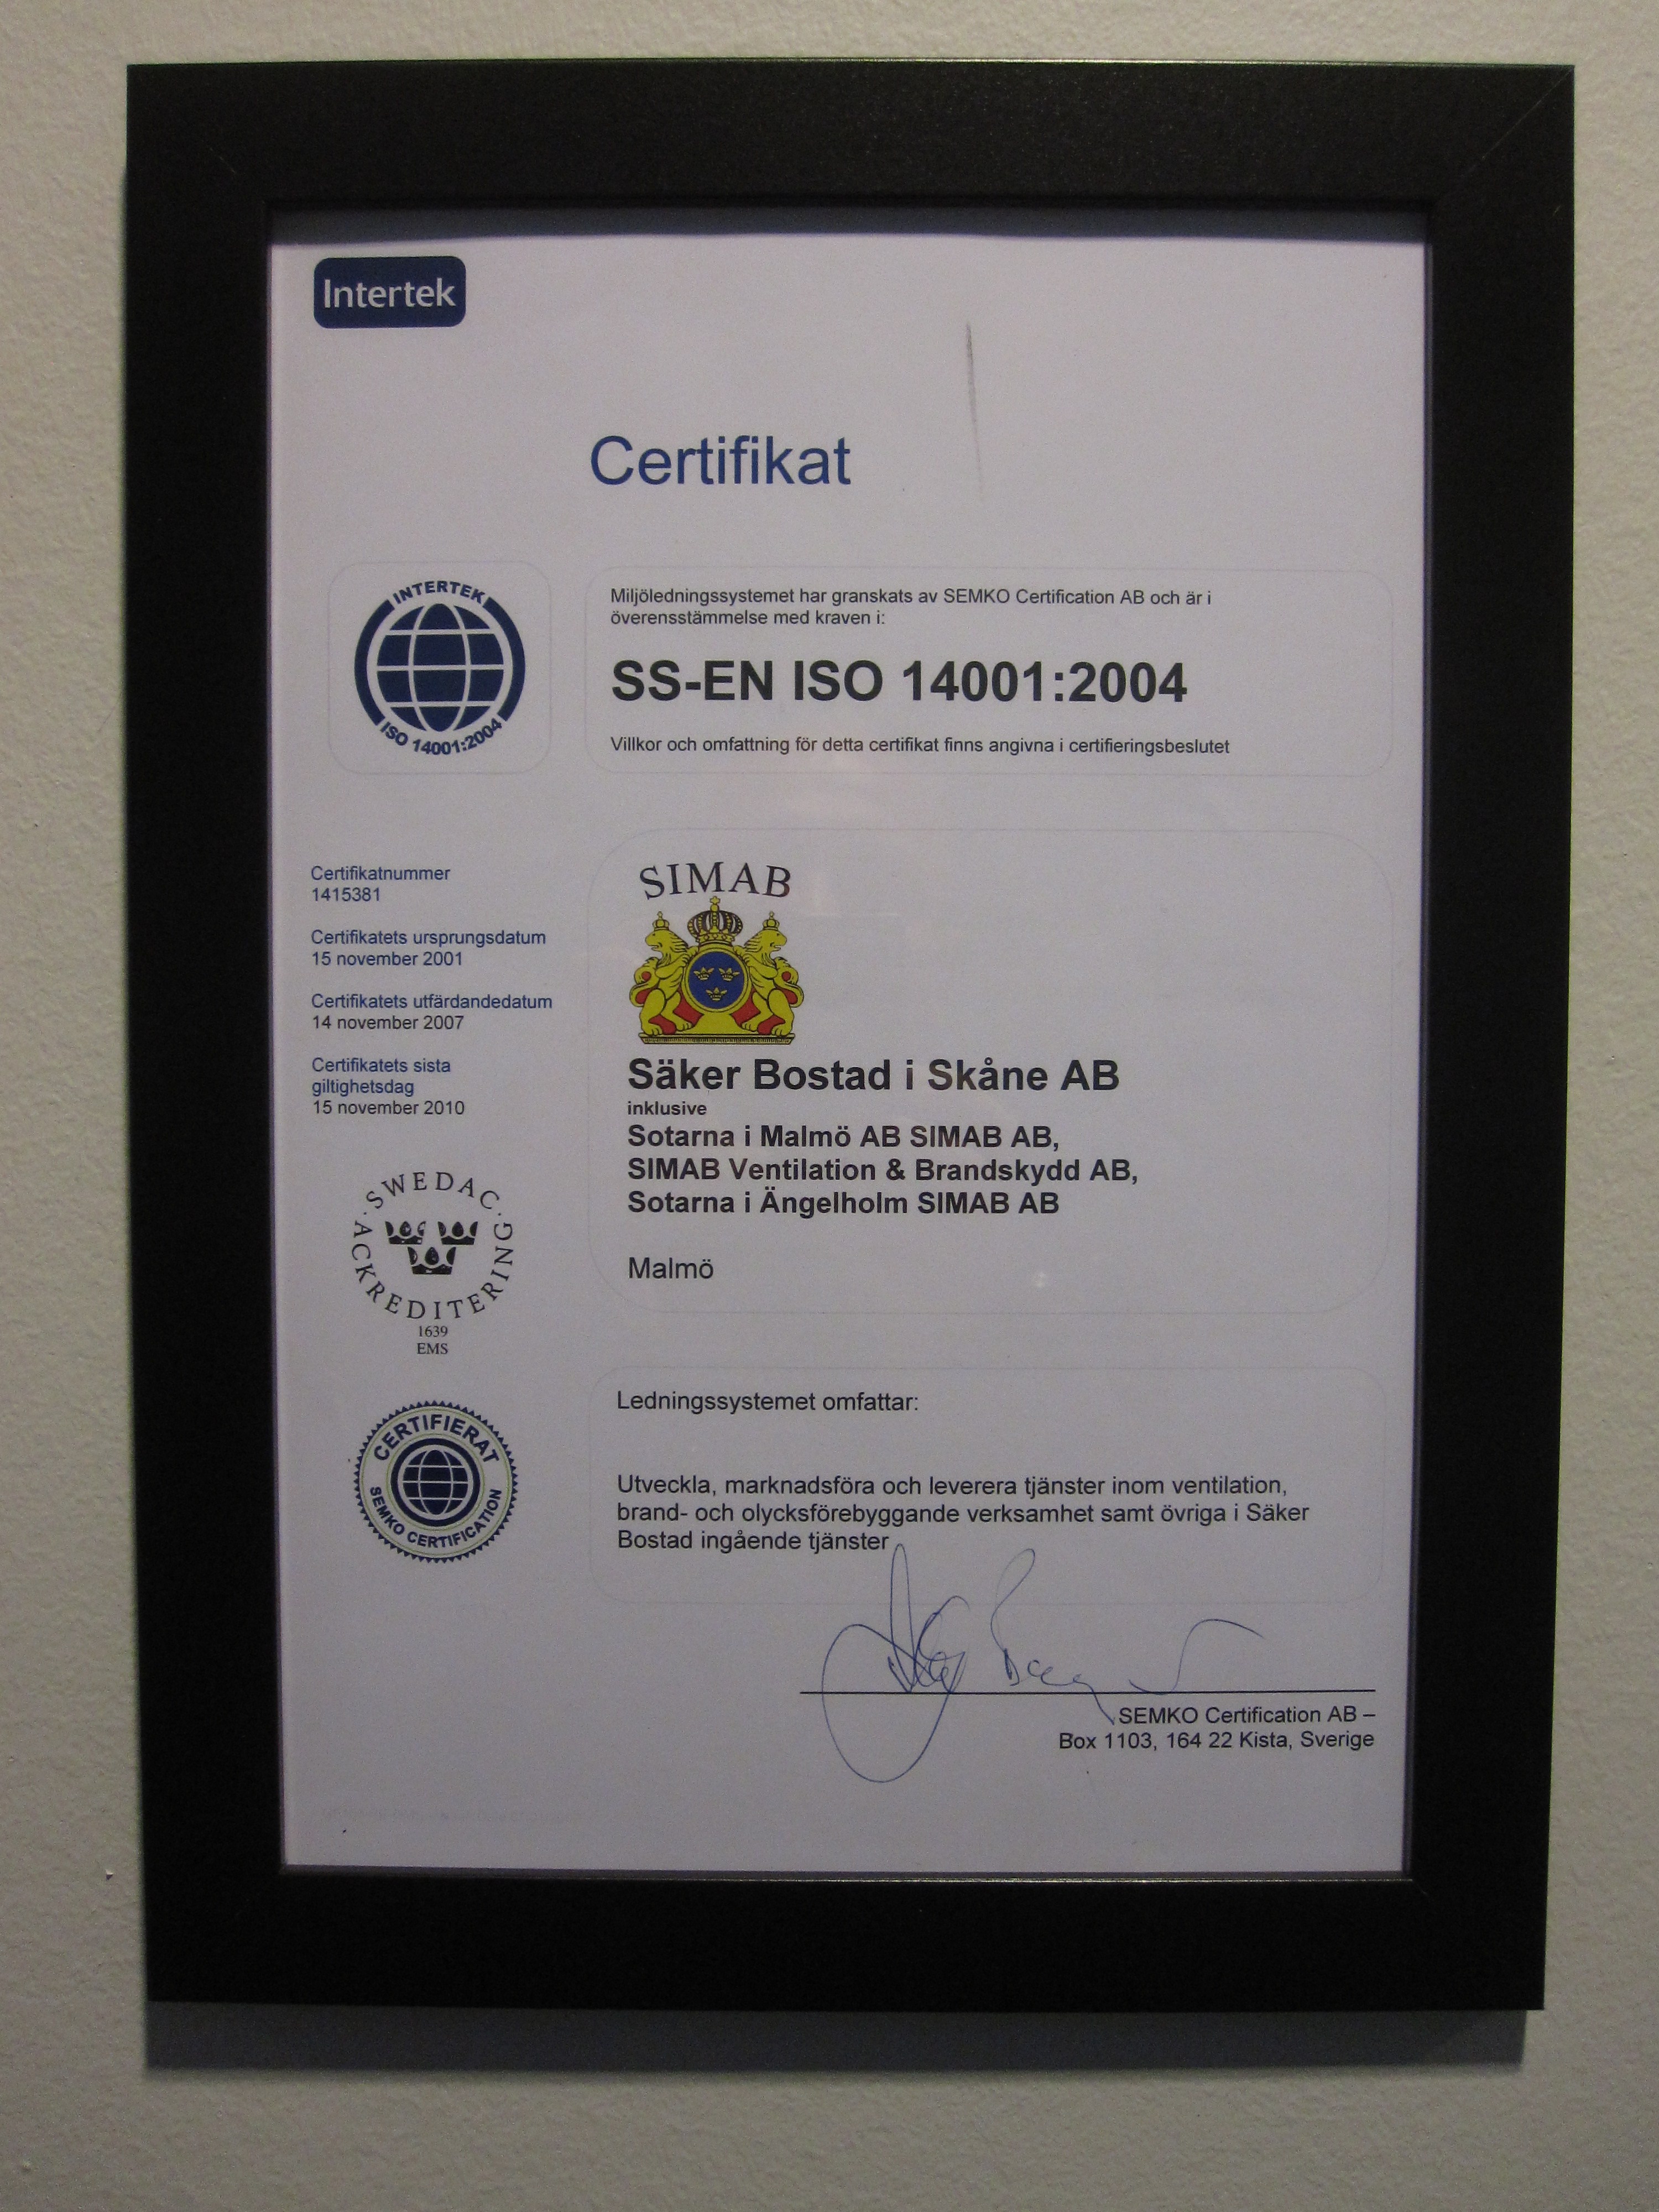 Intertek
Certifikat
INTERTEK
ISO 14001:2004
Miljöledningssystemet har granskats av SEMKO Certification AB och är i
överensstämmelse med kraven i:
SS-EN ISO 14001:2004
Villkor och omfattning för detta certifikat finns angivna i certifieringsbeslutet
Certifikatnummer
1415381
Certifikatets ursprungsdatum
15 november 2001
Certifikatets utfärdandedatum
14 november 2007
Certifikatets sista
giltighetsdag
15 november 2010
SWEDAC
ACKREDITERING
1639
EMS
CERTIFIERAT
SEMKO CERTIFICATION
SIMAB
Säker Bostad i Skåne AB
inklusive
Sotarna i Malmö AB SIMAB AB,
SIMAB Ventilation & Brandskydd AB,
Sotarna i Ängelholm SIMAB AB
Malmö
Ledningssystemet omfattar:
Utveckla, marknadsföra och leverera tjänster inom ventilation,
brand- och olycksförebyggande verksamhet samt övriga i Säker
Bostad ingående tjänster
SEMKO Certification AB –
Box 1103, 164 22 Kista, Sverige